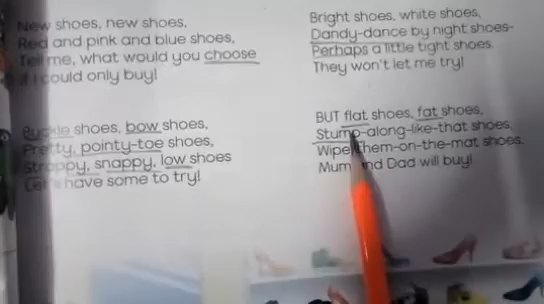 New shoes, new shoes,
Red and pink and blue shoes,
Tell me, what would you choose
If I could only buy!
Buckle shoes, bow shoes,
Pretty, pointy-toe shoes,
Strappy, snappy, low shoes
Let's have some to try!
Bright shoes, white shoes,
Dandy-dance by night shoes-
Perhaps a little tight shoes
They won't let me try!
BUT flat shoes, fat shoes,
Stump-along-like-that shoes,
Wipe them-on-the-mat shoes.
Mum and Dad will buy!